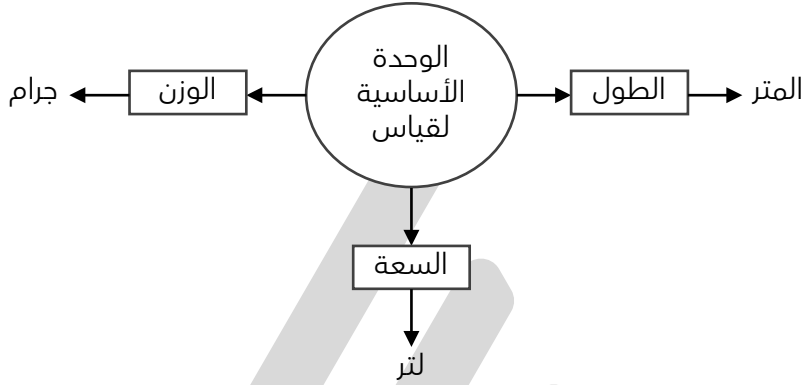 الوحدة
الأساسية
لقياس
الطول
المتر
الوزن
جرام
السعة
لتر